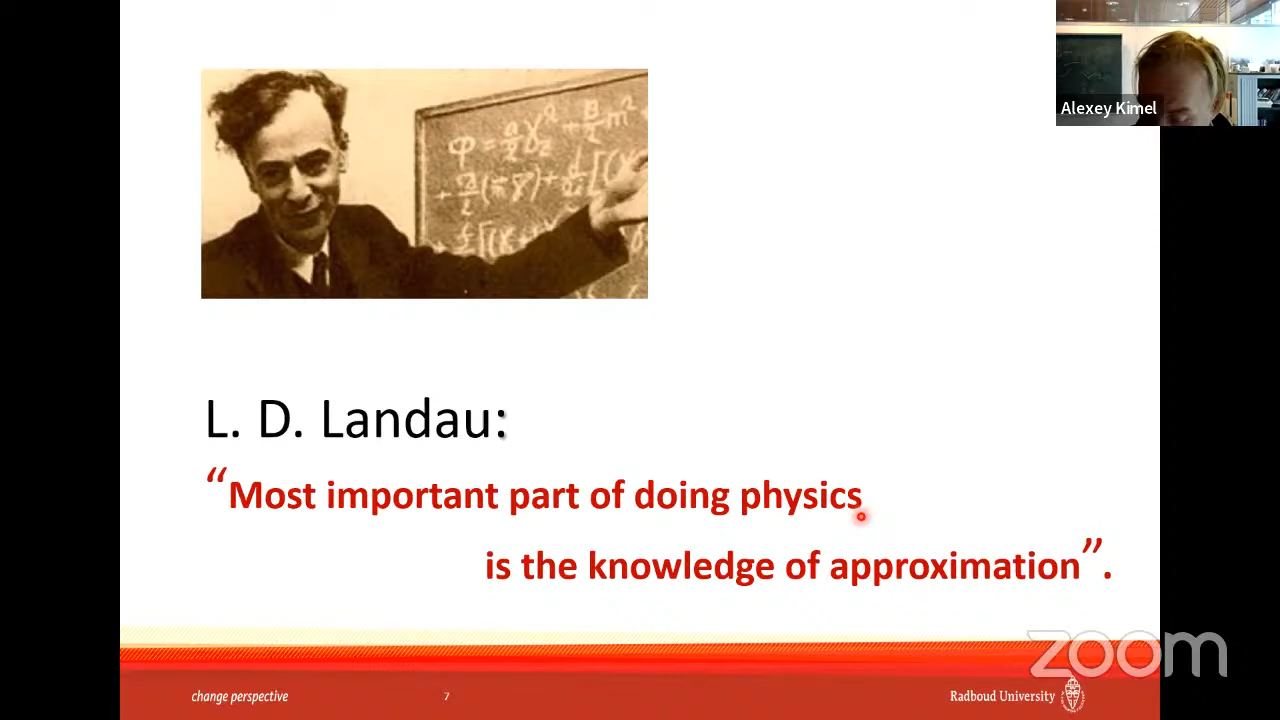 Alexey Kimel
φ =
L. D. Landau:
“Most important part of doing physics
is the knowledge of approximation”.
zoom
change perspective
7
Radboud University